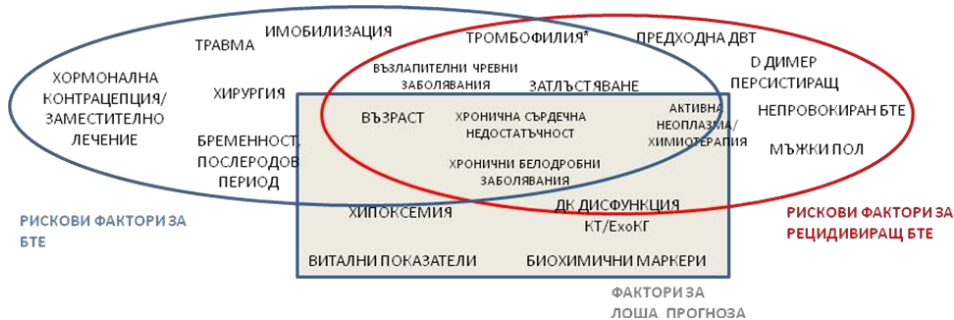 ИМОБИЛИЗАЦИЯ
ТРАВМА
ТРОМБОФИЛИЯ*
ПРЕДХОДНА ДВТ
ХОРМОНАЛНА
КОНТРАЦЕПЦИЯ/
ЗАМЕСТИТЕЛНО
ЛЕЧЕНИЕ
ХИРУРГИЯ
БРЕМЕННОСТ,
ПОСЛЕРОДОВ
ПЕРИОД
ВЪЗЛАПИТЕЛНИ ЧРЕВНИ
ЗАБОЛЯВАНИЯ
ЗАТЛЪСТЯВАНЕ
D ДИМЕР
ПЕРСИСТИРАЩ
ВЪЗРАСТ
ХРОНИЧНА СЪРДЕЧНА
НЕДОСТАТЪЧНОСТ
АКТИВНА
НЕОПЛАЗМА/
ХИМИОТЕРАПИЯ
НЕПРОВОКИРАН БТЕ
МЪЖКИ ПОЛ
ХРОНИЧНИ БЕЛОДРОБНИ
ЗАБОЛЯВАНИЯ
ХИПОКСЕМИЯ
ДК ДИСФУНКЦИЯ
КТ/ЕхоКГ
ВИТАЛНИ ПОКАЗАТЕЛИ
БИОХИМИЧНИ МАРКЕРИ
РИСКОВИ ФАКТОРИ ЗА
БТЕ
РИСКОВИ ФАКТОРИ ЗА
РЕЦИДИВИРАЩ БТЕ
ФАКТОРИ ЗА
ЛОША ПРОГНОЗА